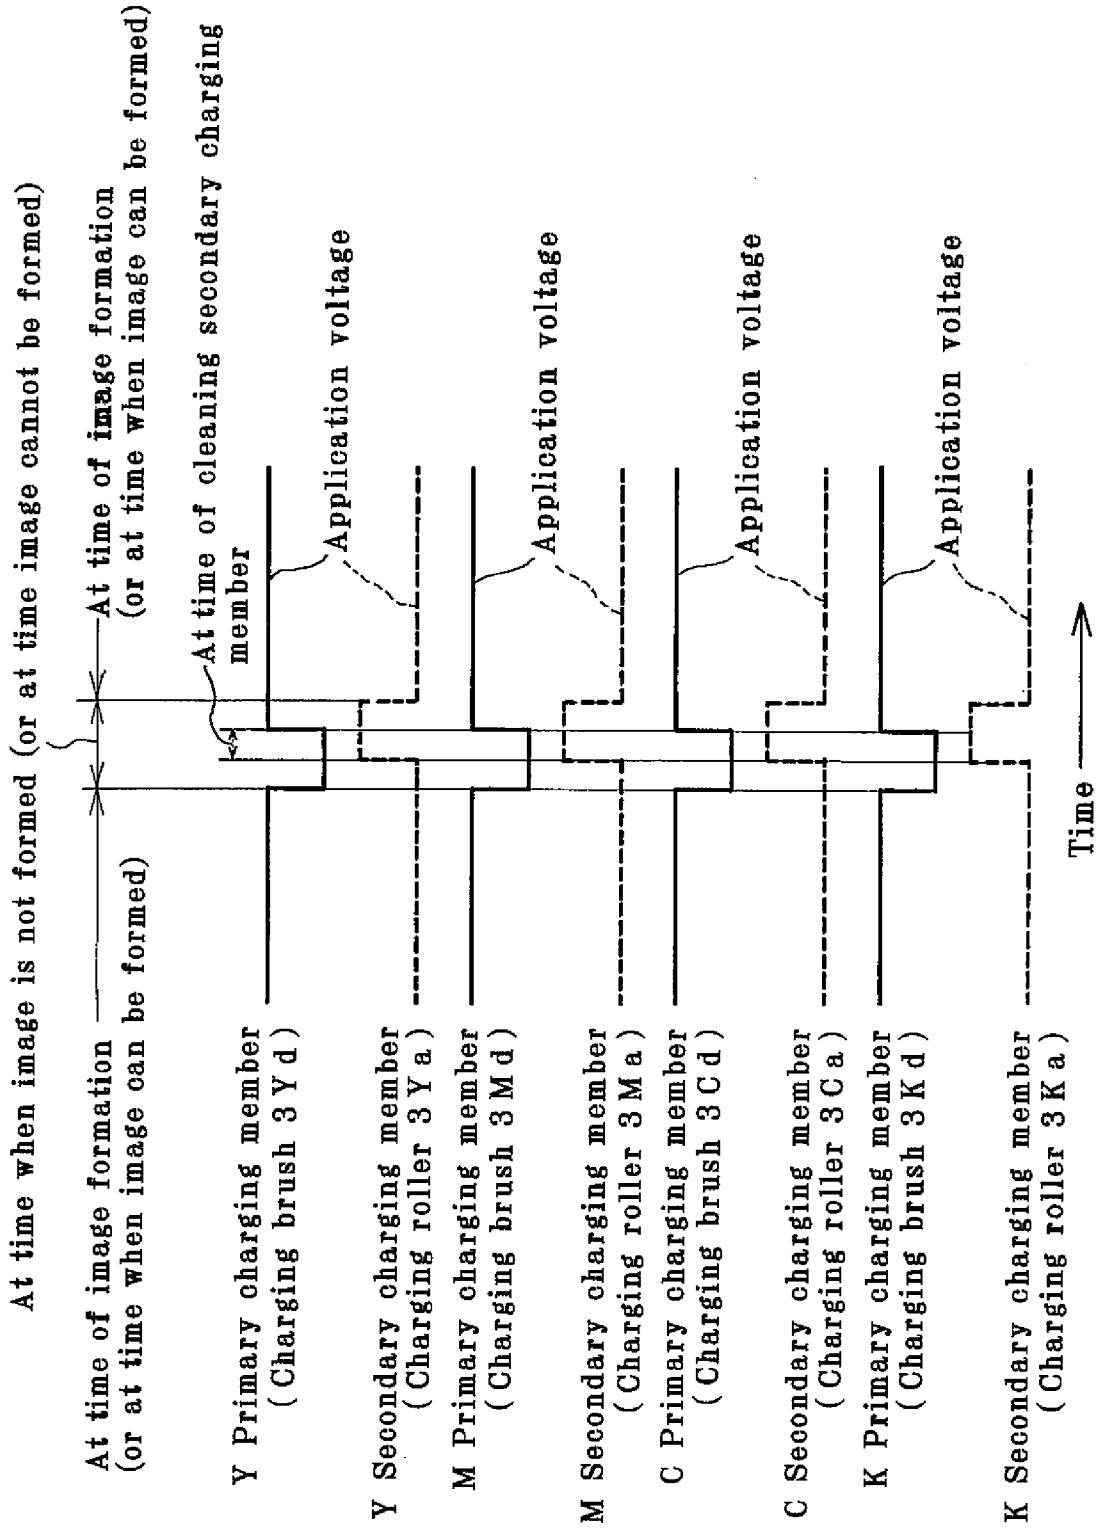 At time when image is not formed (or at time image cannot be formed)
At time of image formation
(or at time when image can be formed)
At time of image formation
(or at time when image can be formed)
At time of cleaning secondary charging
member
Y Primary charging member
(Charging brush 3Yd)
Application voltage
Y Secondary charging member
(Charging roller 3Ya)
M Primary charging member
(Charging brush 3Md)
Application voltage
M Secondary charging member
(Charging roller 3Ma)
C Primary charging member
(Charging brush 3Cd)
Application voltage
C Secondary charging member
(Charging roller 3Ca)
K Primary charging member
(Charging brush 3Kd)
Application voltage
K Secondary charging member
(Charging roller 3Ka)
Time